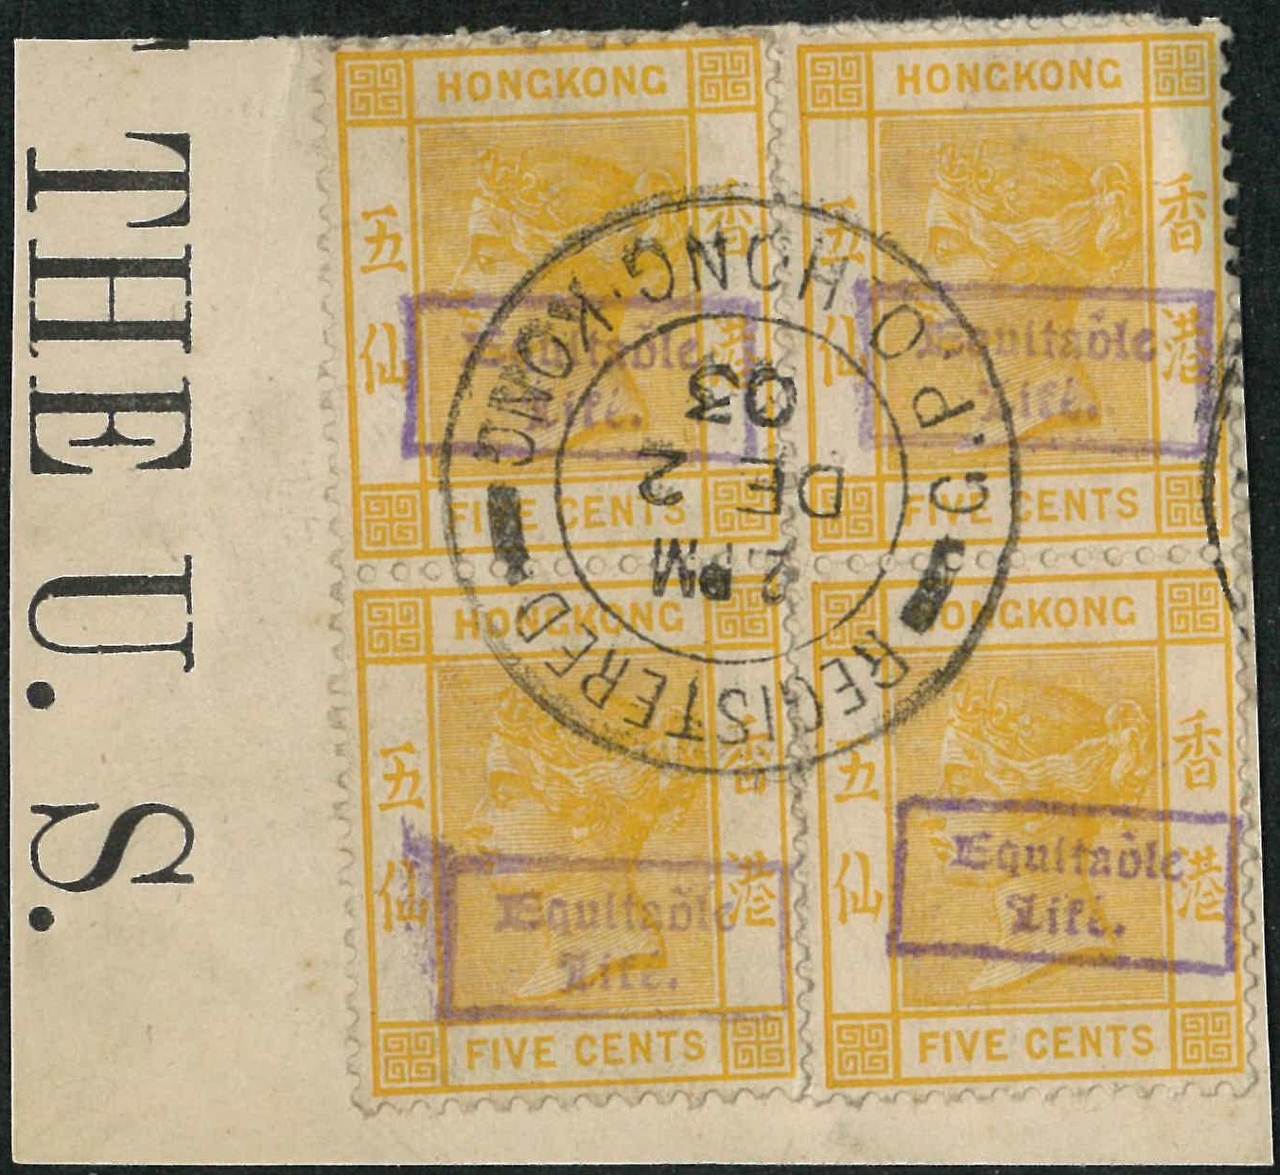 THE U. S.
HONGKONG
五仙
香港
Equitable
Life.
FIVE CENTS
HONGKONG
五仙
香港
Equitable
Life.
FIVE CENTS
HONGKONG
五仙
香港
Equitable
Life.
FIVE CENTS
HONGKONG
五仙
香港
Equitable
Life.
FIVE CENTS
REGISTERED
G.P.O HONG.KONG
2 PM
DE 2
03